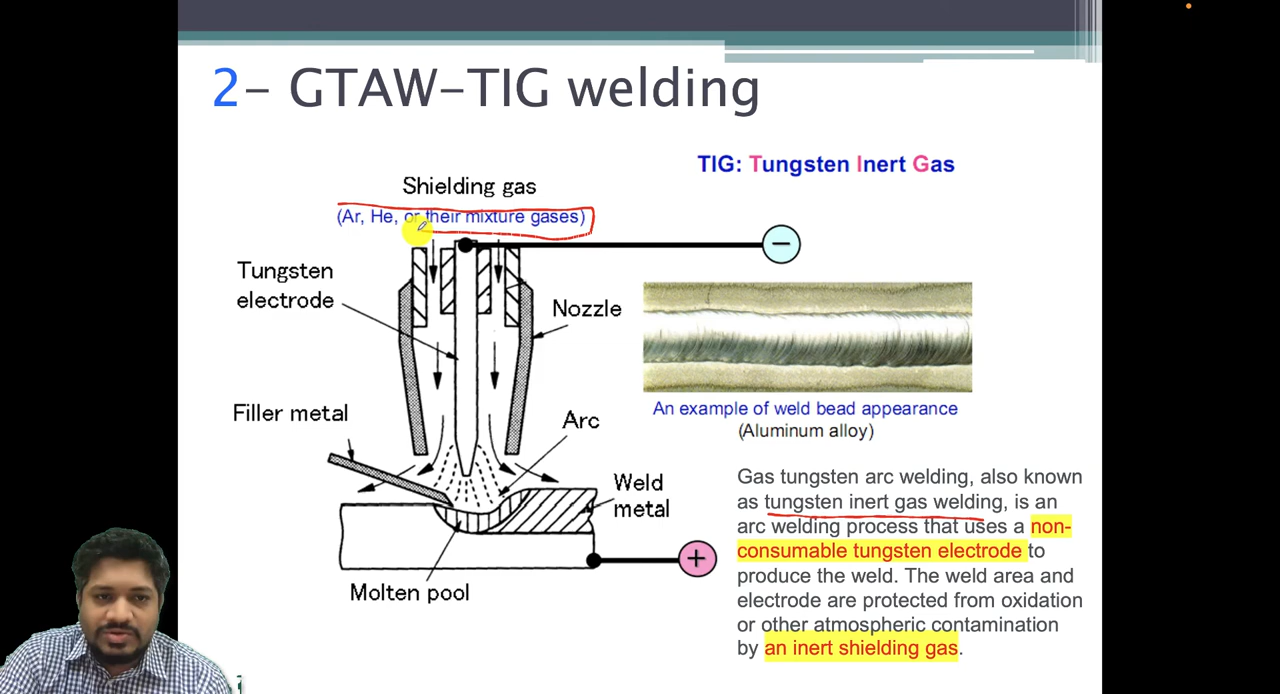 2- GTAW-TIG welding
TIG: Tungsten Inert Gas
Shielding gas
(Ar, He, or their mixture gases)
−
Tungsten
electrode
Nozzle
Filler metal
Arc
Weld
metal
+
Molten pool
An example of weld bead appearance
(Aluminum alloy)
Gas tungsten arc welding, also known
as tungsten inert gas welding, is an
arc welding process that uses a non-
consumable tungsten electrode to
produce the weld. The weld area and
electrode are protected from oxidation
or other atmospheric contamination
by an inert shielding gas.